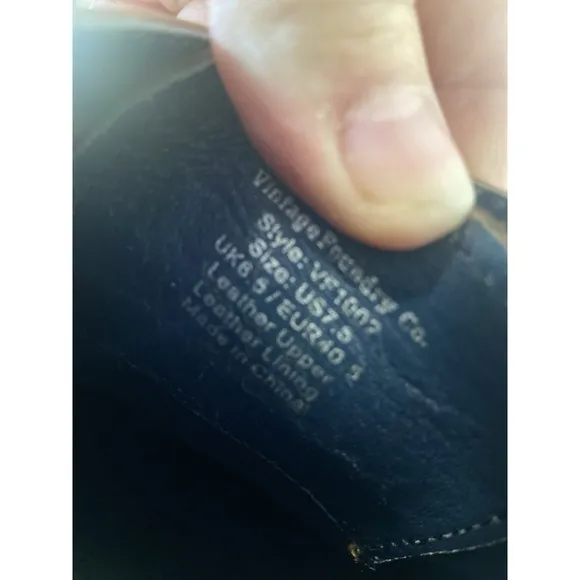 Vintage Foundry Co.
Style: VF1007
Size: US7.5
UK6.5 / EUR40.5
Leather Upper
Leather Lining
Made in China